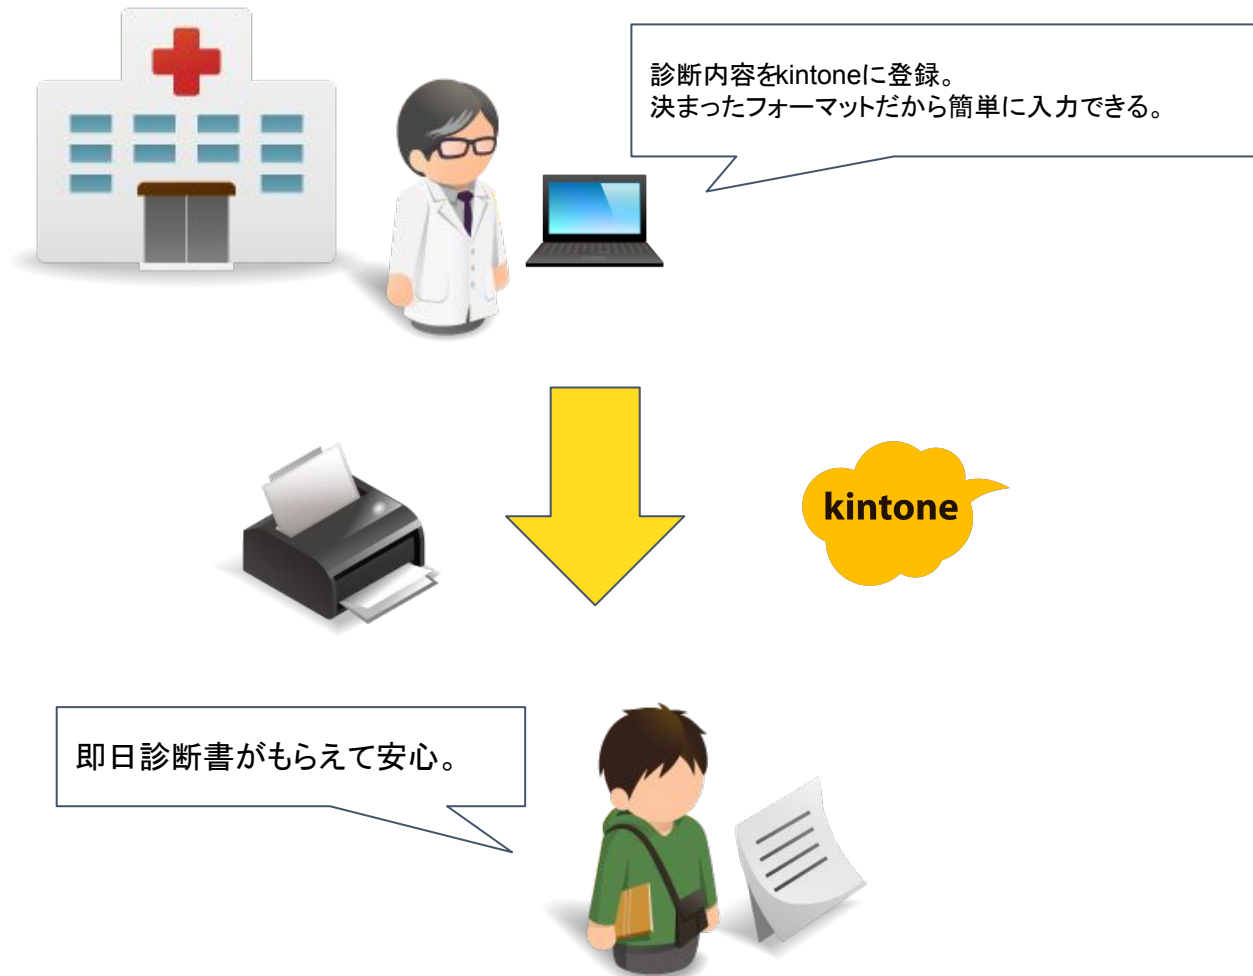 診断内容をkintoneに登録。
決まったフォーマットだから簡単に入力できる。
kintone
即日診断書がもらえて安心。